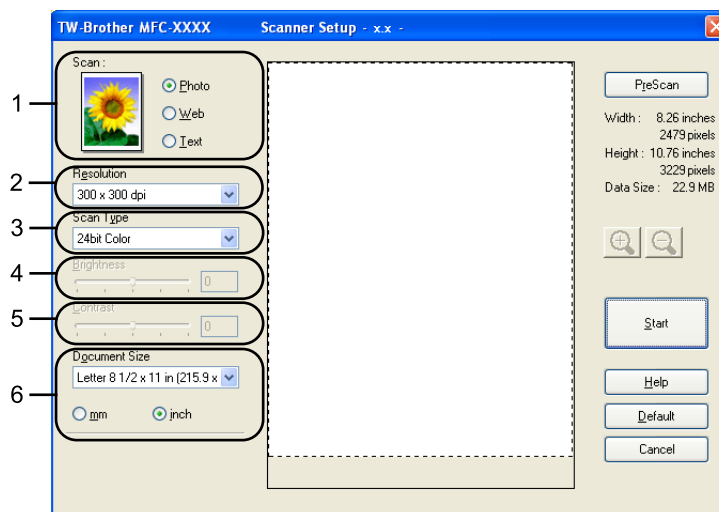 TW-Brother MFC-XXXX Scanner Setup - x.x -
1
Scan :
Photo
Web
Text
2
Resolution
300 x 300 dpi
3
Scan Type
24bit Color
4
Brightness
0
5
Contrast
0
6
Document Size
Letter 8 1/2 x 11 in (215.9 x
mm inch
PreScan
Width : 8.26 inches
2479 pixels
Height : 10.76 inches
3229 pixels
Data Size : 22.9 MB
Start
Help
Default
Cancel